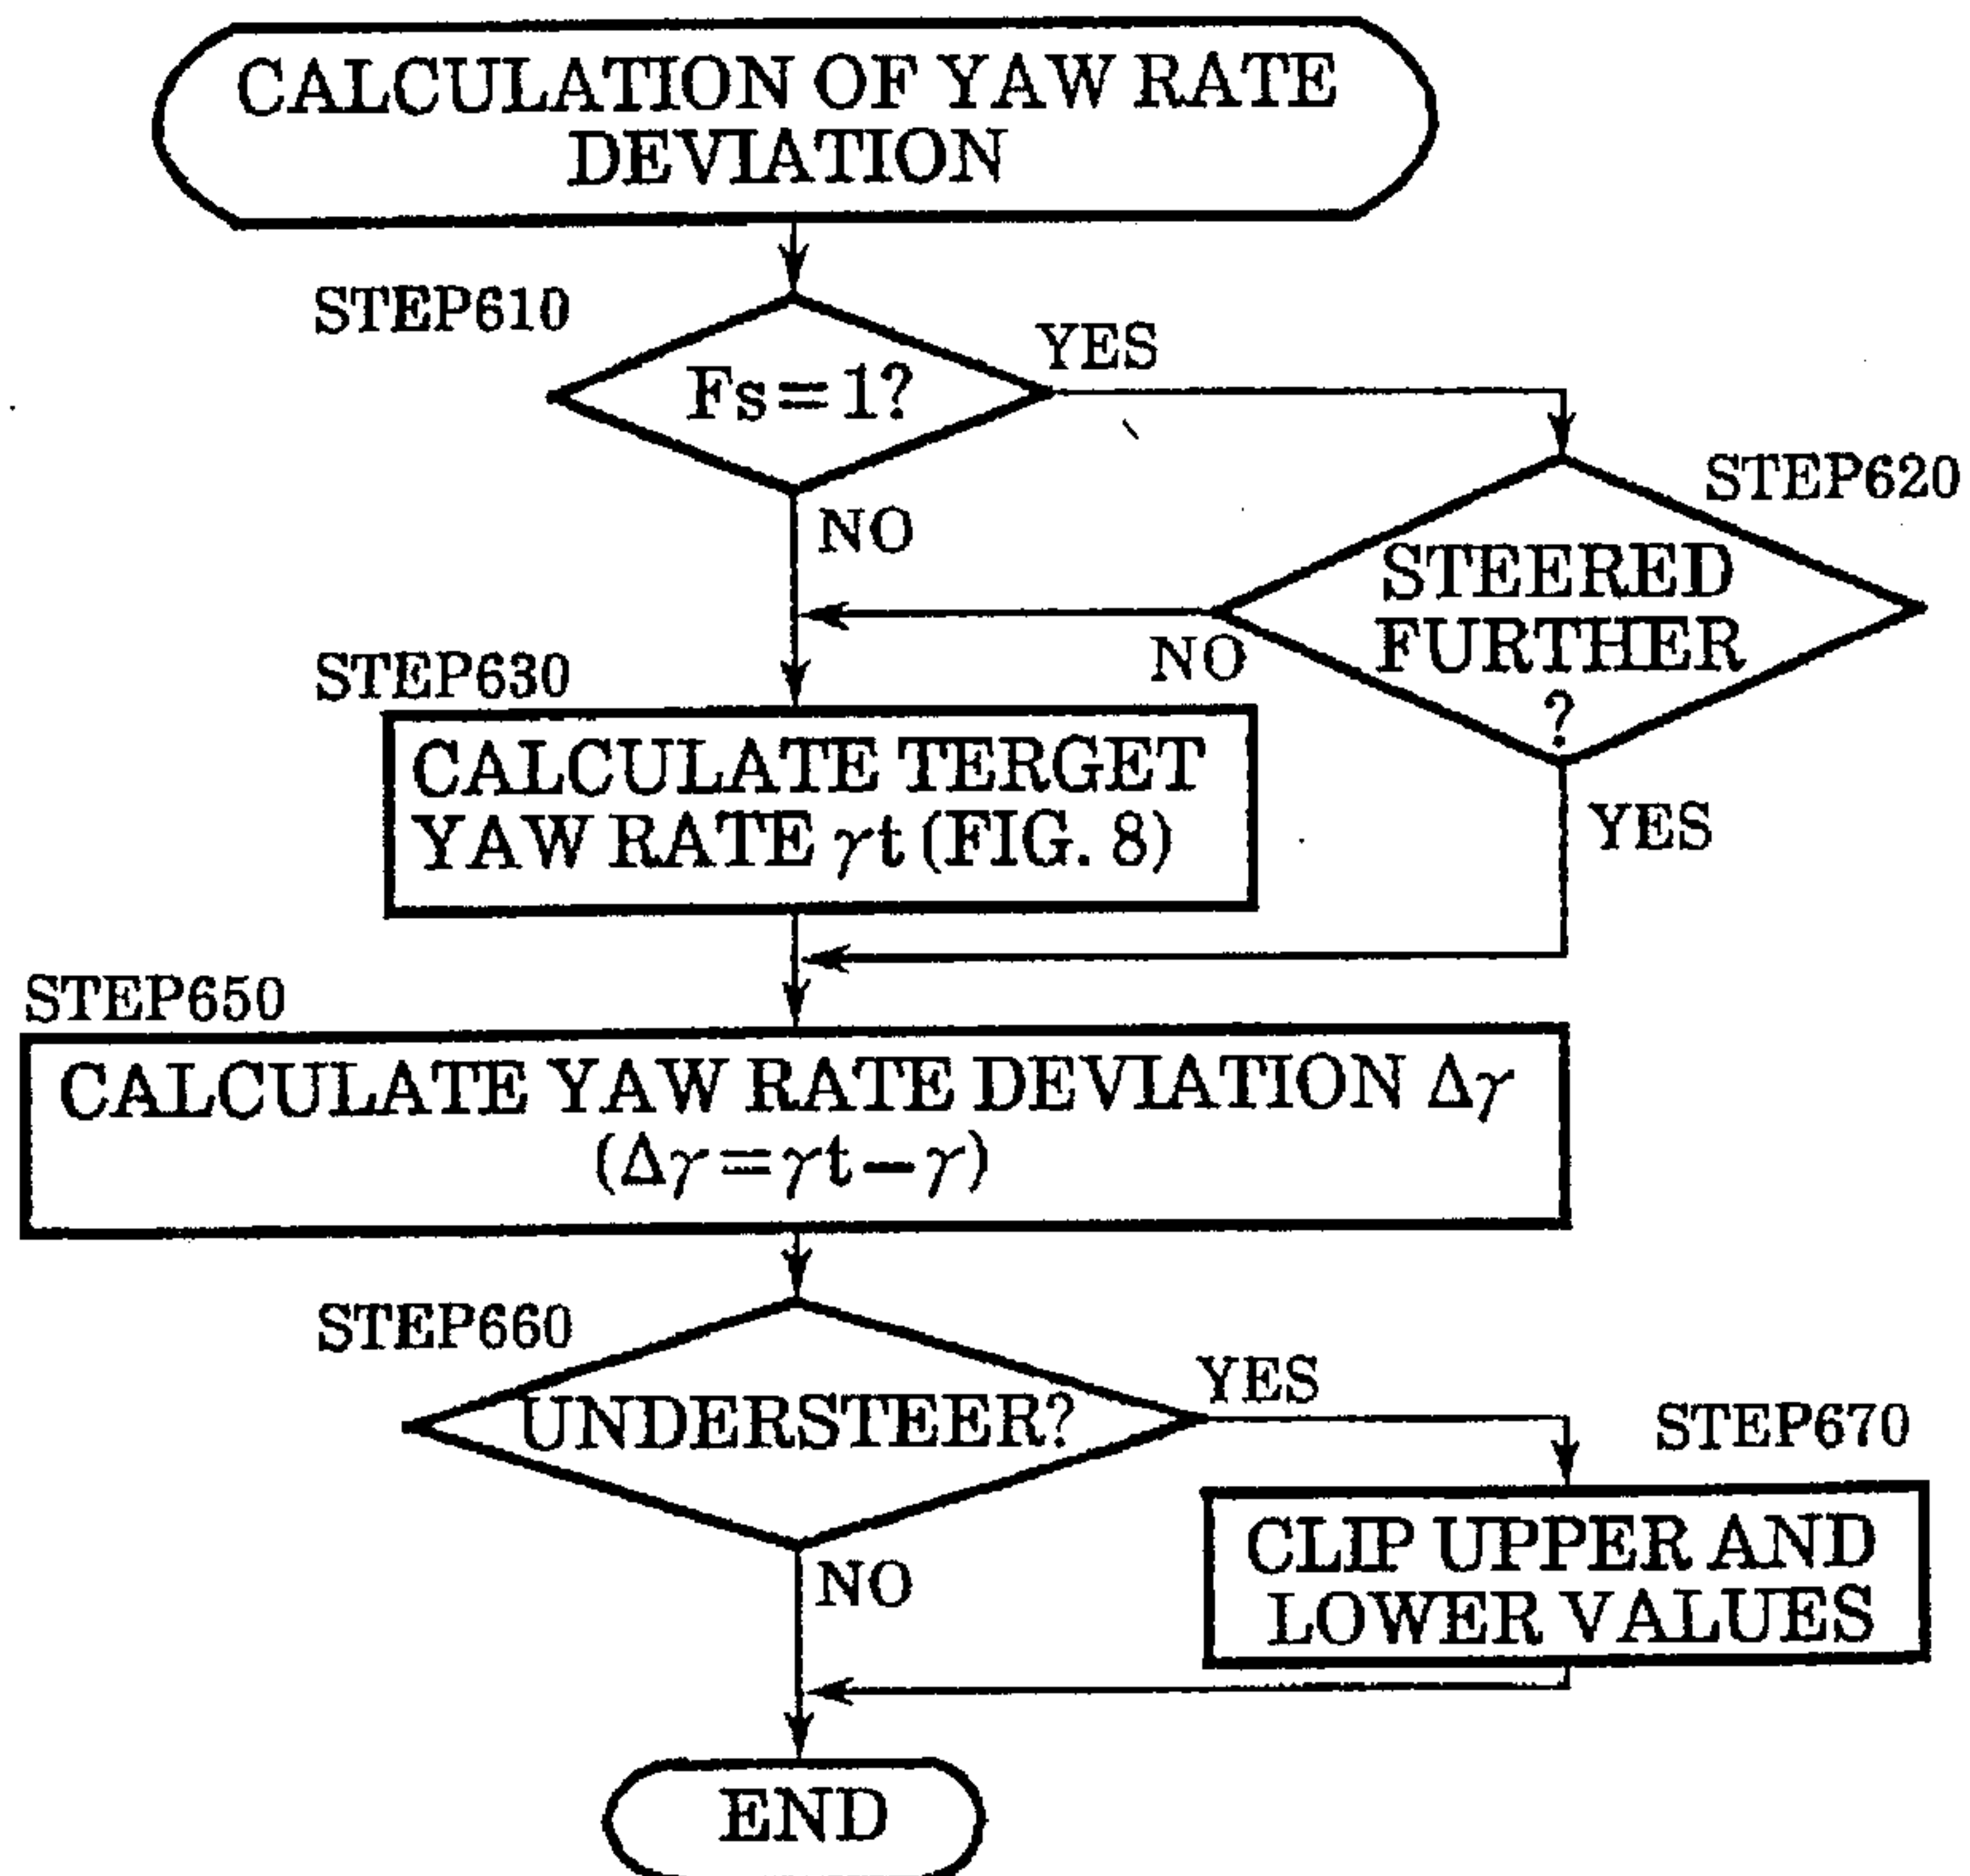 CALCULATION OF YAW RATE
DEVIATION
STEP610
Fs=1?
YES
NO
STEP620
STEERED
FURTHER
?
NO
YES
STEP630
CALCULATE TERGET
YAW RATE γt (FIG. 8)
STEP650
CALCULATE YAW RATE DEVIATION Δγ
(Δγ=γt−γ)
STEP660
UNDERSTEER?
YES
NO
STEP670
CLIP UPPER AND
LOWER VALUES
END